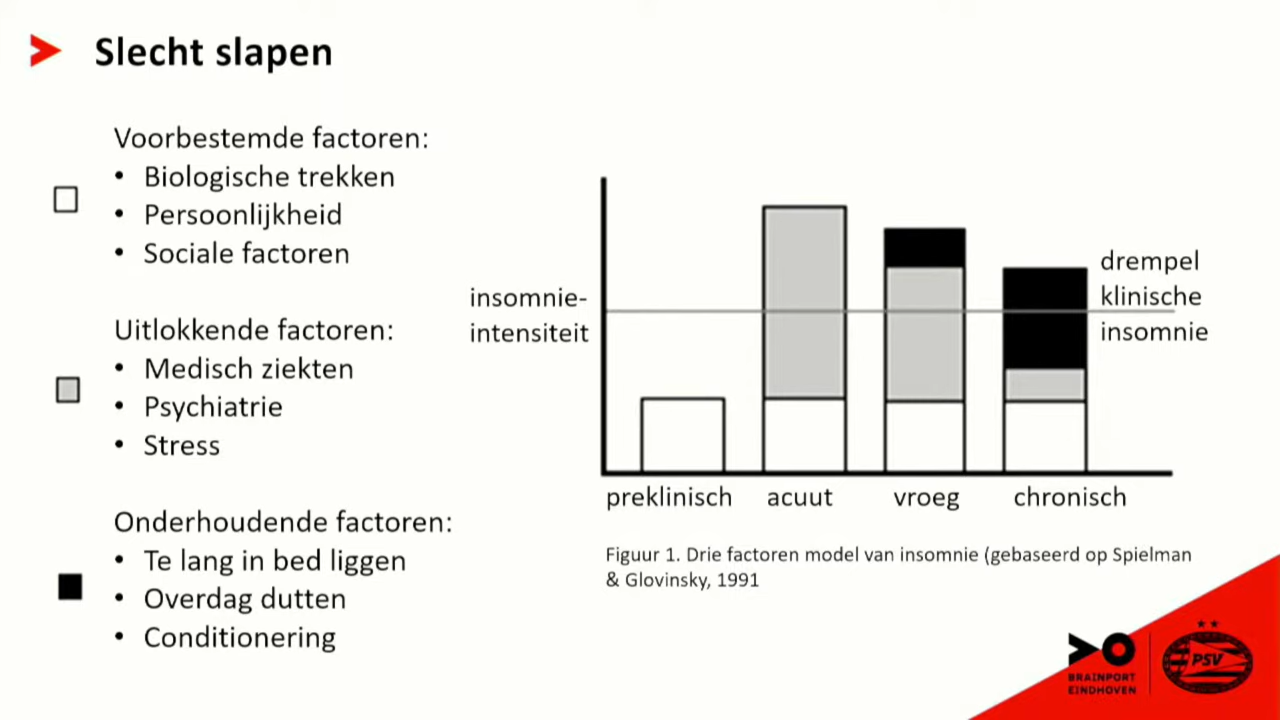 Slecht slapen
Voorbestemde factoren:
• Biologische trekken
• Persoonlijkheid
• Sociale factoren
Uitlokkende factoren:
• Medisch ziekten
• Psychiatrie
• Stress
Onderhoudende factoren:
• Te lang in bed liggen
• Overdag dutten
• Conditionering
insomnie-
intensiteit
drempel
klinische
insomnie
preklinisch
acuut
vroeg
chronisch
Figuur 1. Drie factoren model van insomnie (gebaseerd op Spielman
& Glovinsky, 1991
BRAINPORT
EINDHOVEN
PSV